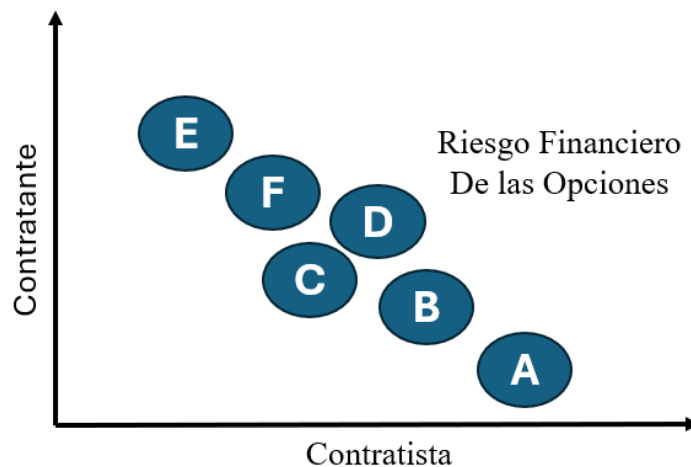 E
Riesgo Financiero
De las Opciones
F
D
C
B
A
Contratante
Contratista